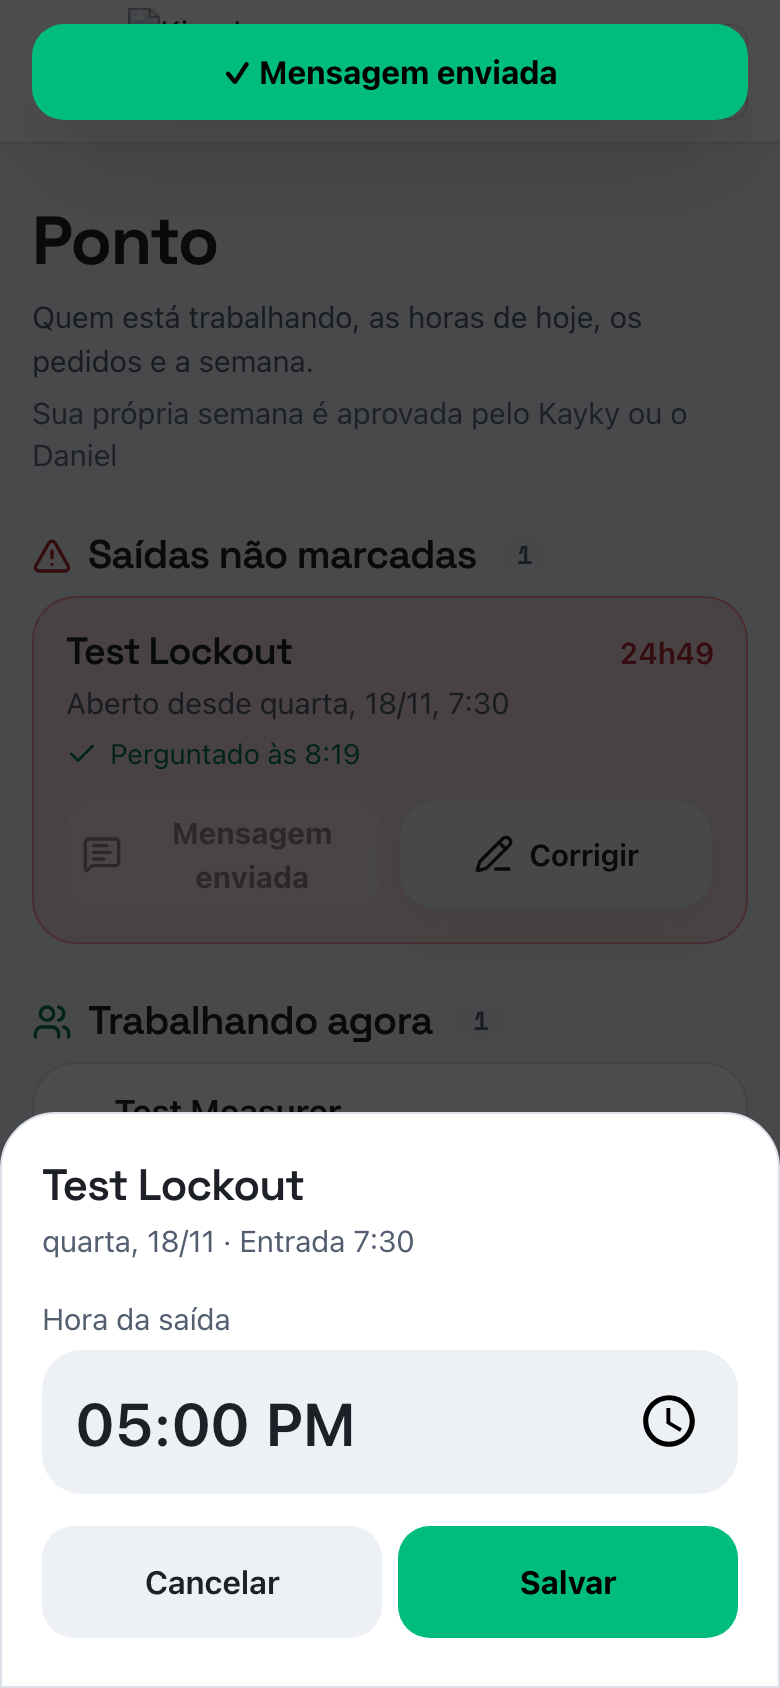 ✓ Mensagem enviada
Ponto
Quem está trabalhando, as horas de hoje, os
pedidos e a semana.
Sua própria semana é aprovada pelo Kayky ou o
Daniel
Saídas não marcadas 1
Test Lockout 24h49
Aberto desde quarta, 18/11, 7:30
Perguntado às 8:19
Mensagem
enviada
Corrigir
Trabalhando agora 1
Test Measurer
Test Lockout
quarta, 18/11 · Entrada 7:30
Hora da saída
05:00 PM
Cancelar Salvar